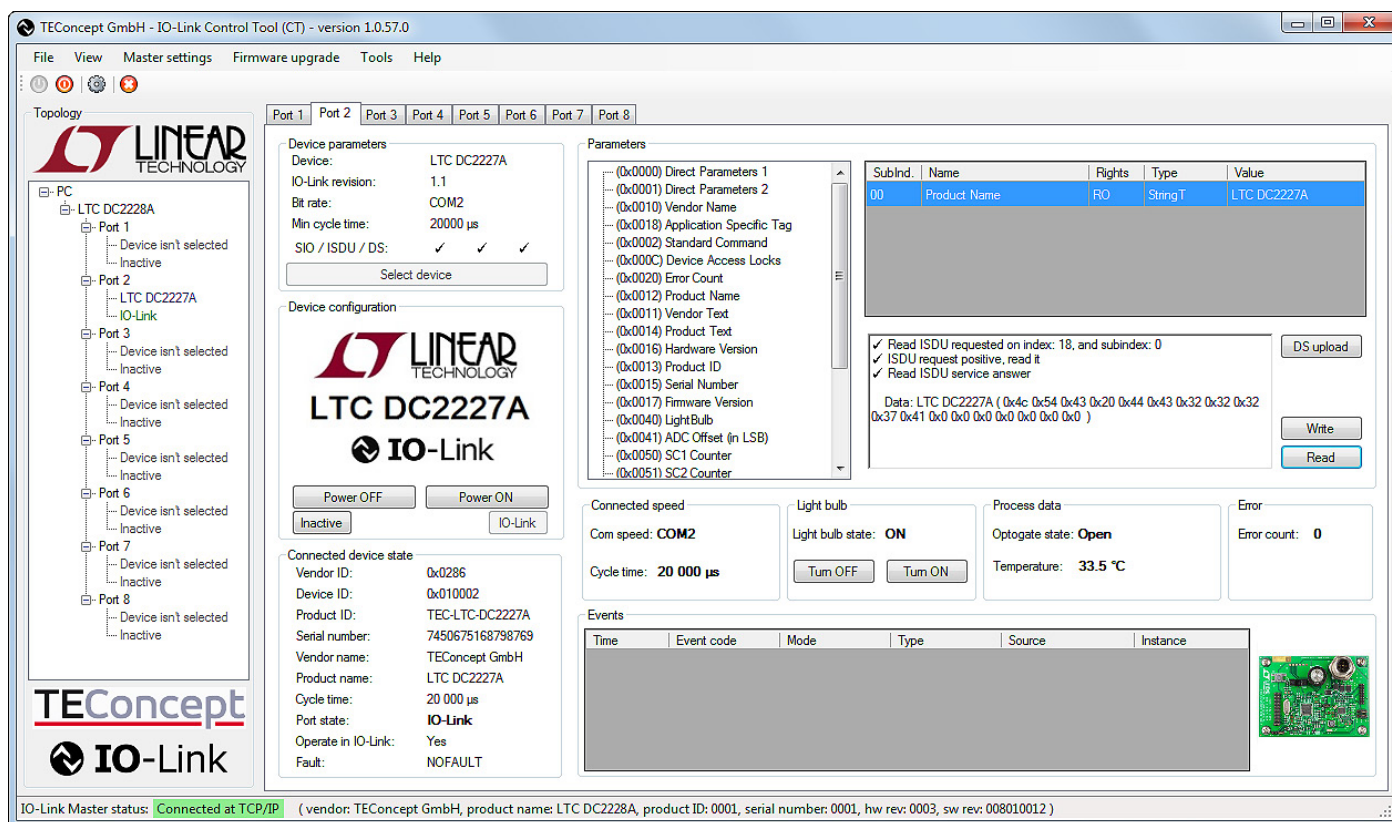 TEConcept GmbH - IO-Link Control Tool (CT) - version 1.0.57.0
File View Master settings Firmware upgrade Tools Help
Topology
LINEAR
TECHNOLOGY
PC
LTC DC2228A
Port 1
Device isn't selected
Inactive
Port 2
LTC DC2227A
IO-Link
Port 3
Device isn't selected
Inactive
Port 4
Device isn't selected
Inactive
Port 5
Device isn't selected
Inactive
Port 6
Device isn't selected
Inactive
Port 7
Device isn't selected
Inactive
Port 8
Device isn't selected
Inactive
TEConcept
IO-Link
Port 1 Port 2 Port 3 Port 4 Port 5 Port 6 Port 7 Port 8
Device parameters
Device: LTC DC2227A
IO-Link revision: 1.1
Bit rate: COM2
Min cycle time: 20000 µs
SIO / ISDU / DS: ✓ ✓ ✓
Select device
Device configuration
LINEAR
TECHNOLOGY
LTC DC2227A
IO-Link
Power OFF Power ON
Inactive IO-Link
Connected device state
Vendor ID: 0x0286
Device ID: 0x010002
Product ID: TEC-LTC-DC2227A
Serial number: 7450675168798769
Vendor name: TEConcept GmbH
Product name: LTC DC2227A
Cycle time: 20 000 µs
Port state: IO-Link
Operate in IO-Link: Yes
Fault: NOFAULT
Parameters
(0x0000) Direct Parameters 1
(0x0001) Direct Parameters 2
(0x0010) Vendor Name
(0x0018) Application Specific Tag
(0x0002) Standard Command
(0x000C) Device Access Locks
(0x0020) Error Count
(0x0012) Product Name
(0x0011) Vendor Text
(0x0014) Product Text
(0x0016) Hardware Version
(0x0013) Product ID
(0x0015) Serial Number
(0x0017) Firmware Version
(0x0040) LightBulb
(0x0041) ADC Offset (in LSB)
(0x0050) SC1 Counter
(0x0051) SC2 Counter
SubInd. Name Rights Type Value
00 Product Name RO StringT LTC DC2227A
✓ Read ISDU requested on index: 18, and subindex: 0
✓ ISDU request positive, read it
✓ Read ISDU service answer
Data: LTC DC2227A ( 0x4c 0x54 0x43 0x20 0x44 0x43 0x32 0x32 0x32
0x37 0x41 0x0 0x0 0x0 0x0 0x0 0x0 0x0 )
DS upload
Write
Read
Connected speed
Com speed: COM2
Cycle time: 20 000 µs
Light bulb
Light bulb state: ON
Turn OFF Turn ON
Process data
Optogate state: Open
Temperature: 33.5 °C
Error
Error count: 0
Events
Time Event code Mode Type Source Instance
IO-Link Master status: Connected at TCP/IP ( vendor: TEConcept GmbH, product name: LTC DC2228A, product ID: 0001, serial number: 0001, hw rev: 0003, sw rev: 008010012 )